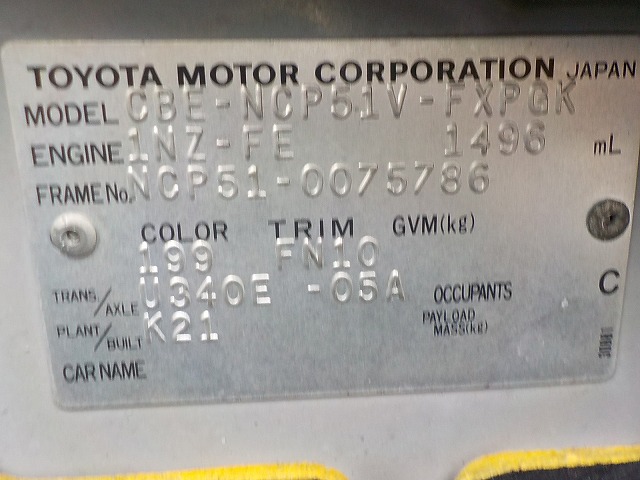 TOYOTA MOTOR CORPORATION JAPAN
MODEL CBE-NCP51V-FXPGK
ENGINE 1NZ-FE 1496 mL
FRAME No. NCP51-0075786
COLOR TRIM GVM(kg)
199 FN10
TRANS/AXLE U340E -05A OCCUPANTS C
PLANT/BUILT K21 PAYLOAD MASS(kg)
CAR NAME